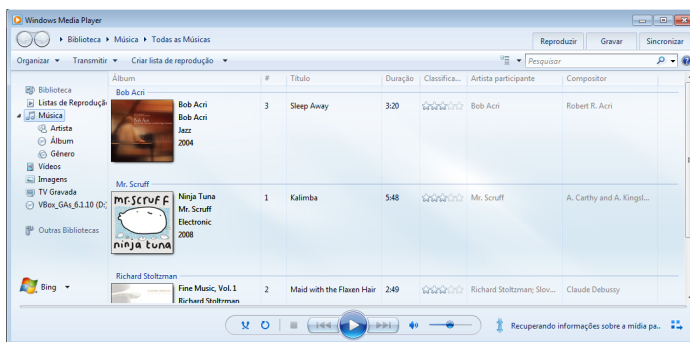 Windows Media Player
Biblioteca ▸ Música ▸ Todas as Músicas
Reproduzir Gravar Sincronizar
Organizar Transmitir Criar lista de reprodução Pesquisar
Álbum # Título Duração Classifica... Artista participante Compositor
Biblioteca
Listas de Reproduçã
Música
Artista
Álbum
Gênero
Vídeos
Imagens
TV Gravada
VBox_GAs_6.1.10 (D:)
Outras Bibliotecas
Bing
Bob Acri
Bob Acri 3 Sleep Away 3:20 Bob Acri Robert R. Acri
Bob Acri
Jazz
2004
Mr. Scruff
mr.scruff
ninja tuna
Ninja Tuna 1 Kalimba 5:48 Mr. Scruff A. Carthy and A. Kingsl...
Mr. Scruff
Electronic
2008
Richard Stoltzman
Fine Music, Vol. 1 2 Maid with the Flaxen Hair 2:49 Richard Stoltzman; Slov... Claude Debussy
Richard Stoltzman
Recuperando informações sobre a mídia pa...